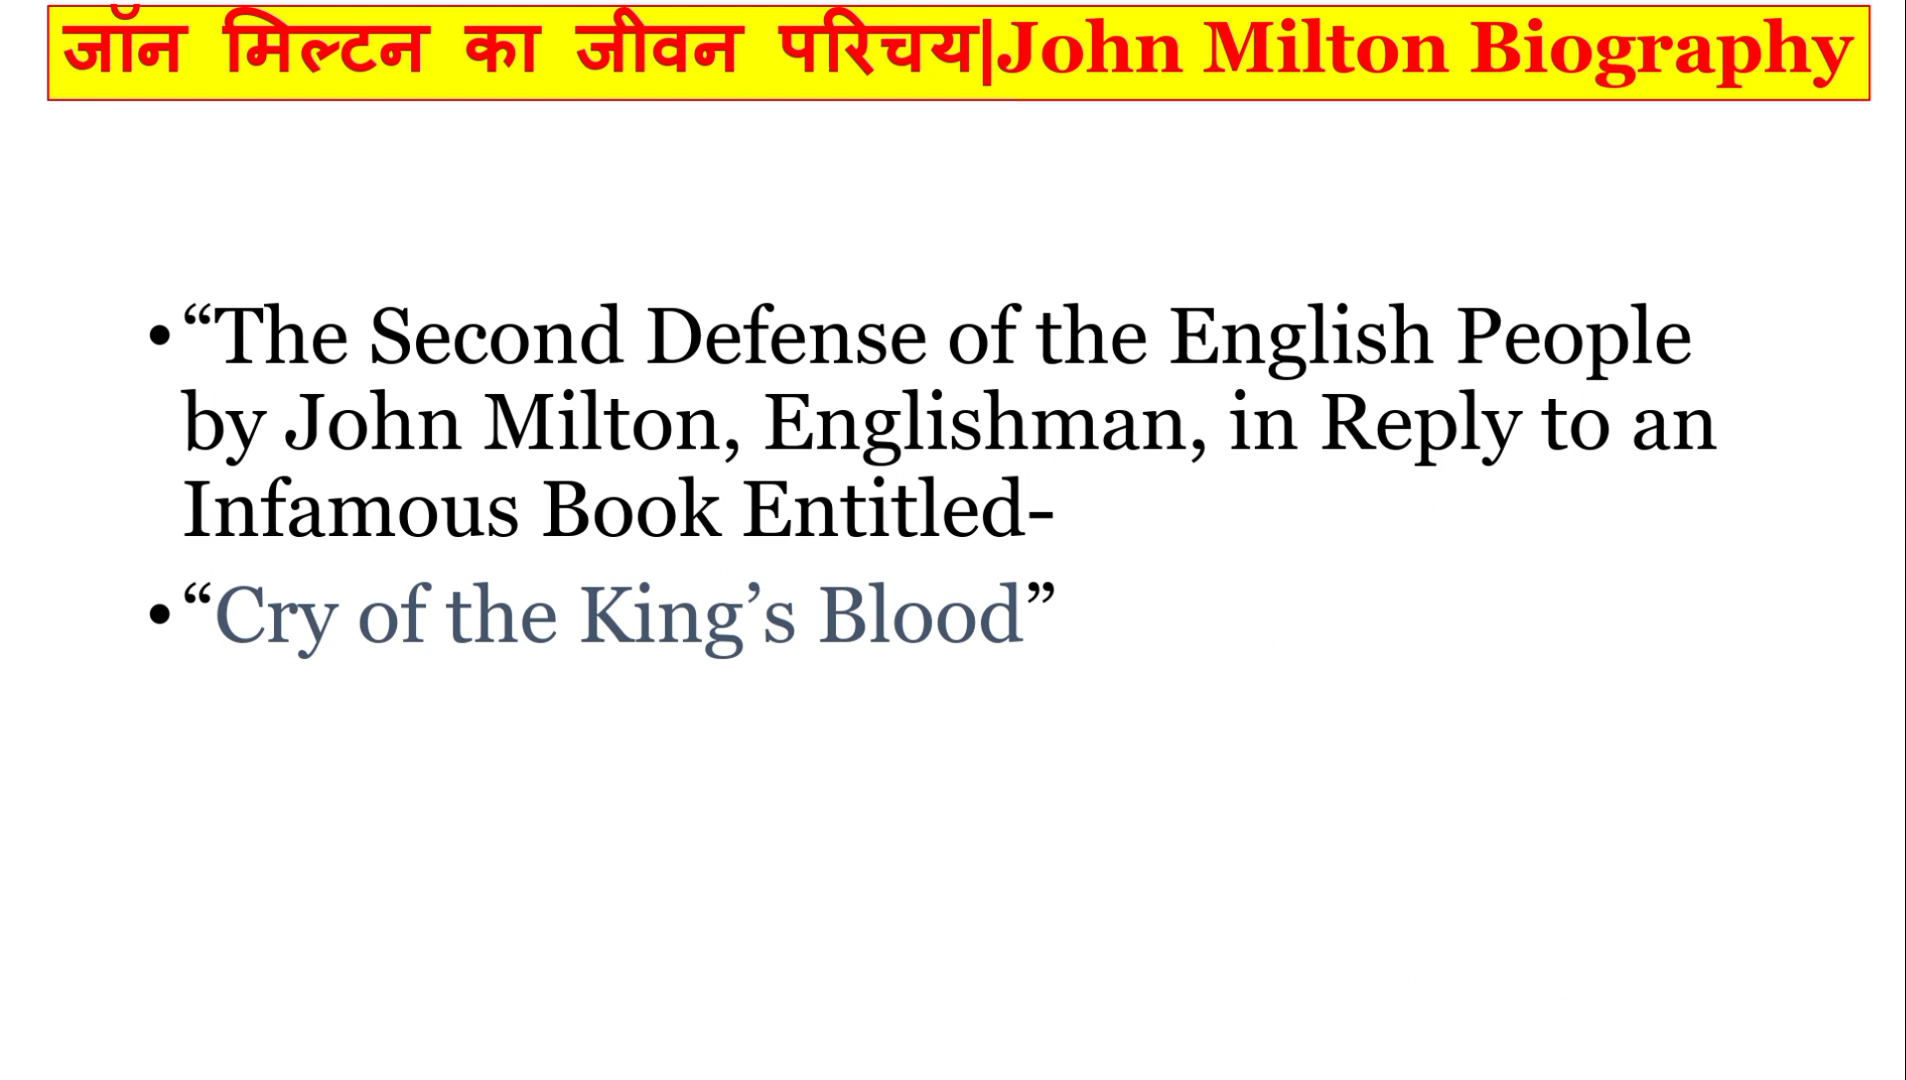 जॉन मिल्टन का जीवन परिचय|John Milton Biography
•“The Second Defense of the English People
by John Milton, Englishman, in Reply to an
Infamous Book Entitled-
•“Cry of the King’s Blood”